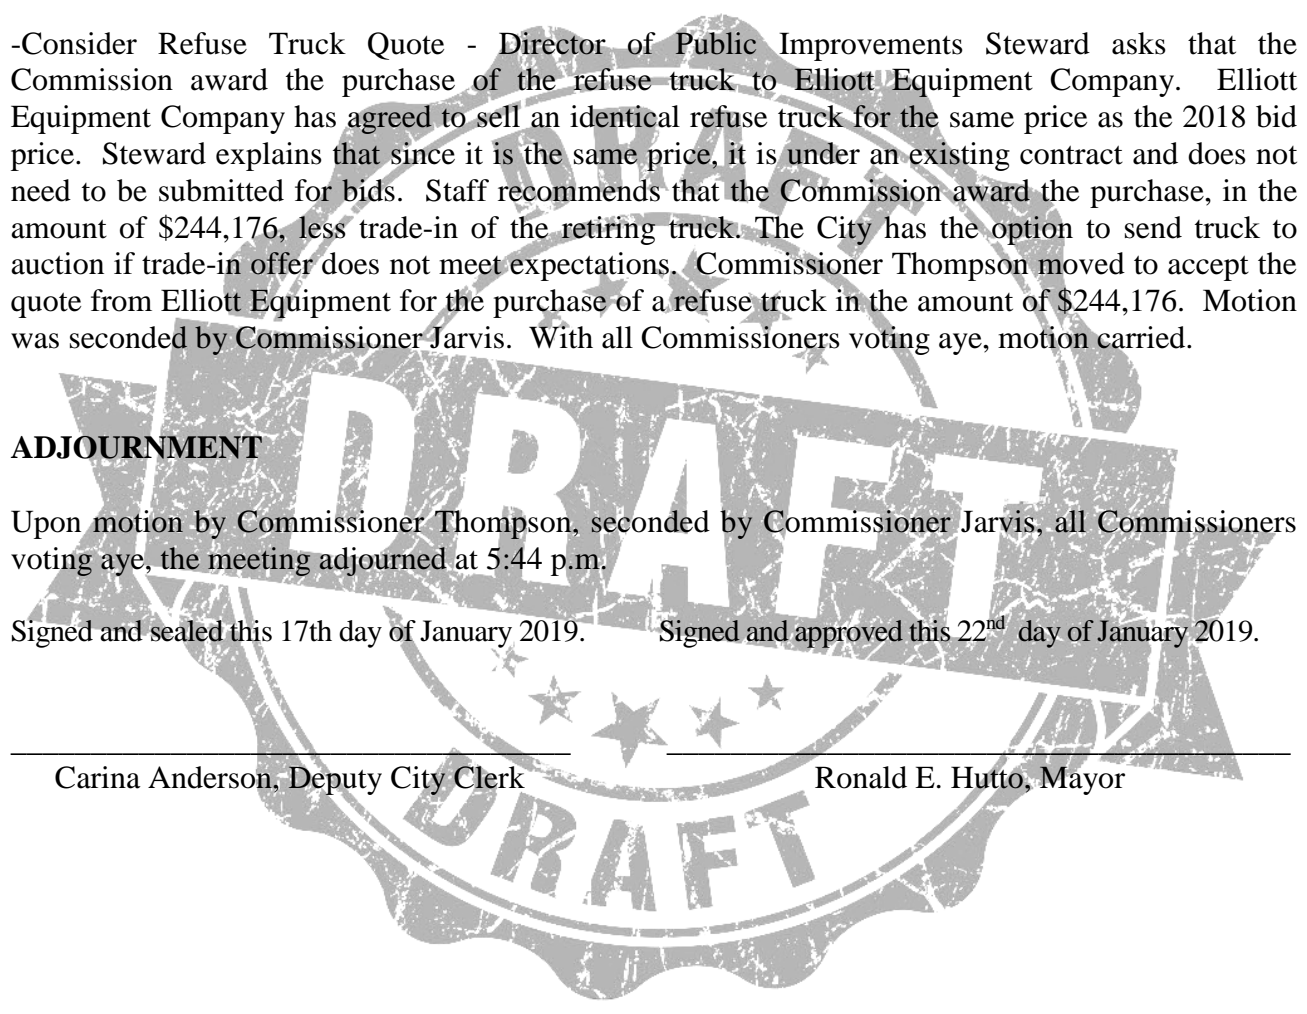 -Consider Refuse Truck Quote - Director of Public Improvements Steward asks that the
Commission award the purchase of the refuse truck to Elliott Equipment Company. Elliott
Equipment Company has agreed to sell an identical refuse truck for the same price as the 2018 bid
price. Steward explains that since it is the same price, it is under an existing contract and does not
need to be submitted for bids. Staff recommends that the Commission award the purchase, in the
amount of $244,176, less trade-in of the retiring truck. The City has the option to send truck to
auction if trade-in offer does not meet expectations. Commissioner Thompson moved to accept the
quote from Elliott Equipment for the purchase of a refuse truck in the amount of $244,176. Motion
was seconded by Commissioner Jarvis. With all Commissioners voting aye, motion carried.
DRAFT
DRAFT
ADJOURNMENT
Upon motion by Commissioner Thompson, seconded by Commissioner Jarvis, all Commissioners
voting aye, the meeting adjourned at 5:44 p.m.
Signed and sealed this 17th day of January 2019. Signed and approved this 22nd day of January 2019.
Carina Anderson, Deputy City Clerk Ronald E. Hutto, Mayor
DRAFT